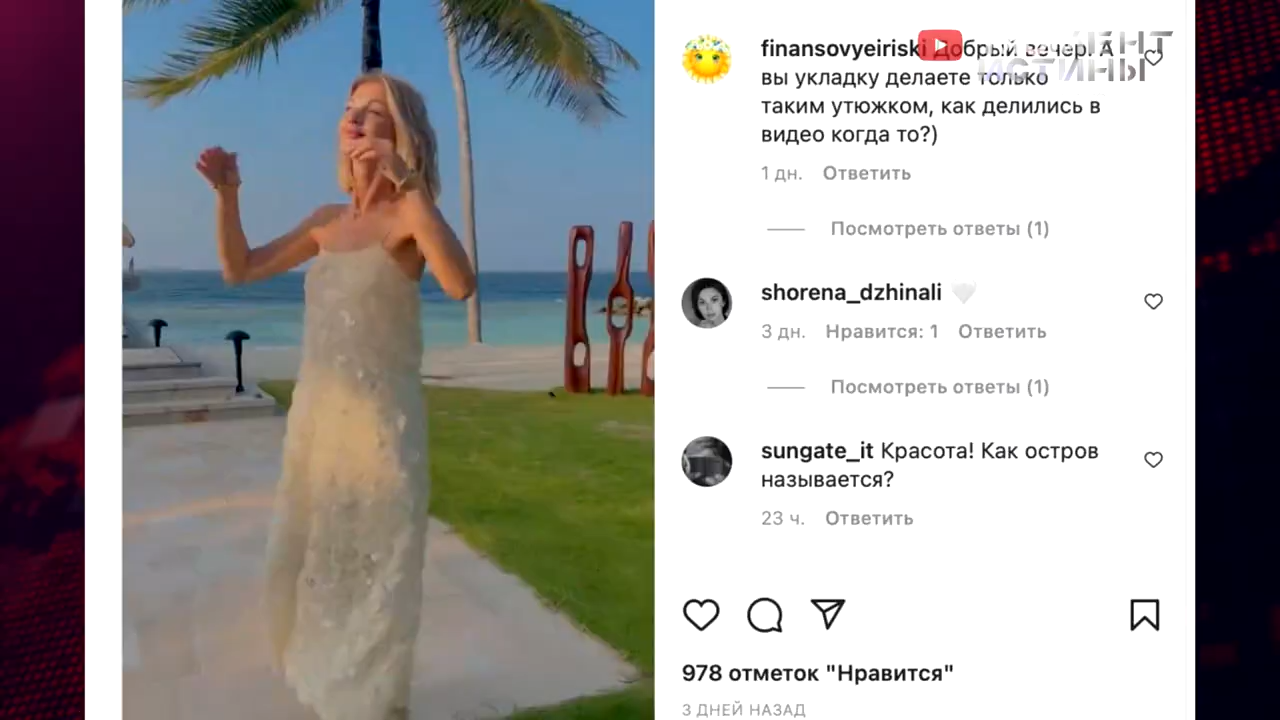 finansovyeiriski Добрый вечер! А
вы укладку делаете только
таким утюжком, как делились в
видео когда то?)
1 дн. Ответить
Посмотреть ответы (1)
shorena_dzhinali
3 дн. Нравится: 1 Ответить
Посмотреть ответы (1)
sungate_it Красота! Как остров
называется?
23 ч. Ответить
978 отметок "Нравится"
3 ДНЕЙ НАЗАД
ИСТИНЫ